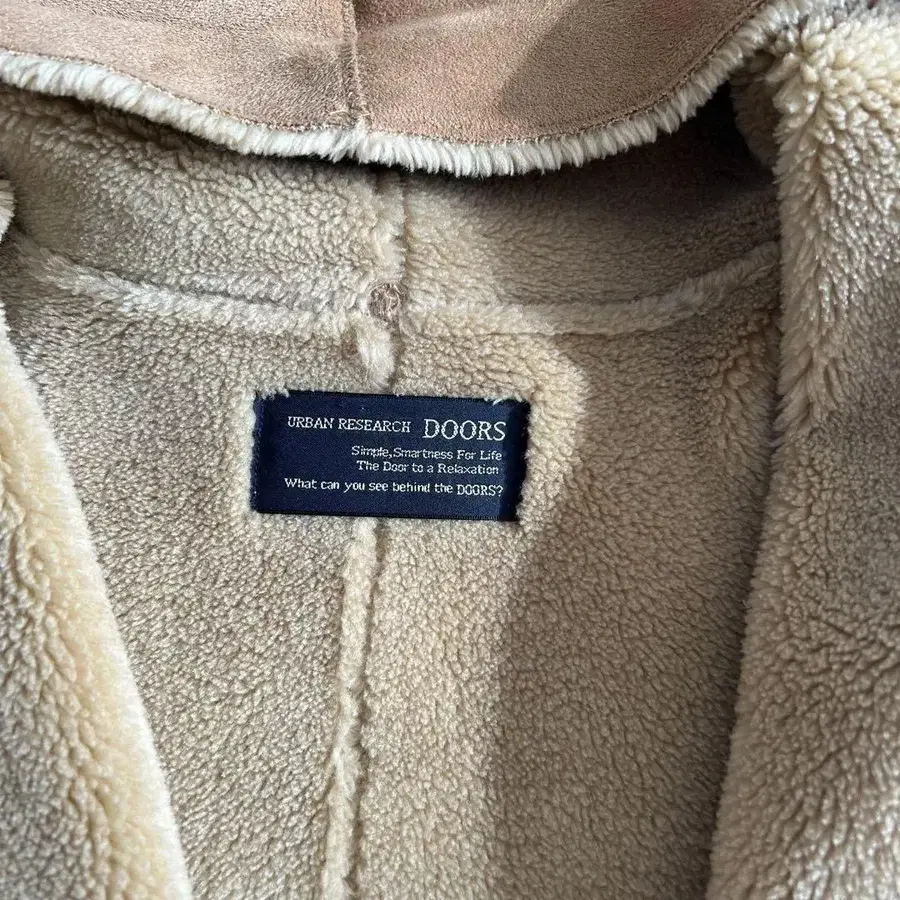 URBAN RESEARCH DOORS
Simple,Smartness For Life
The Door to a Relaxation
What can you see behind the DOORS?